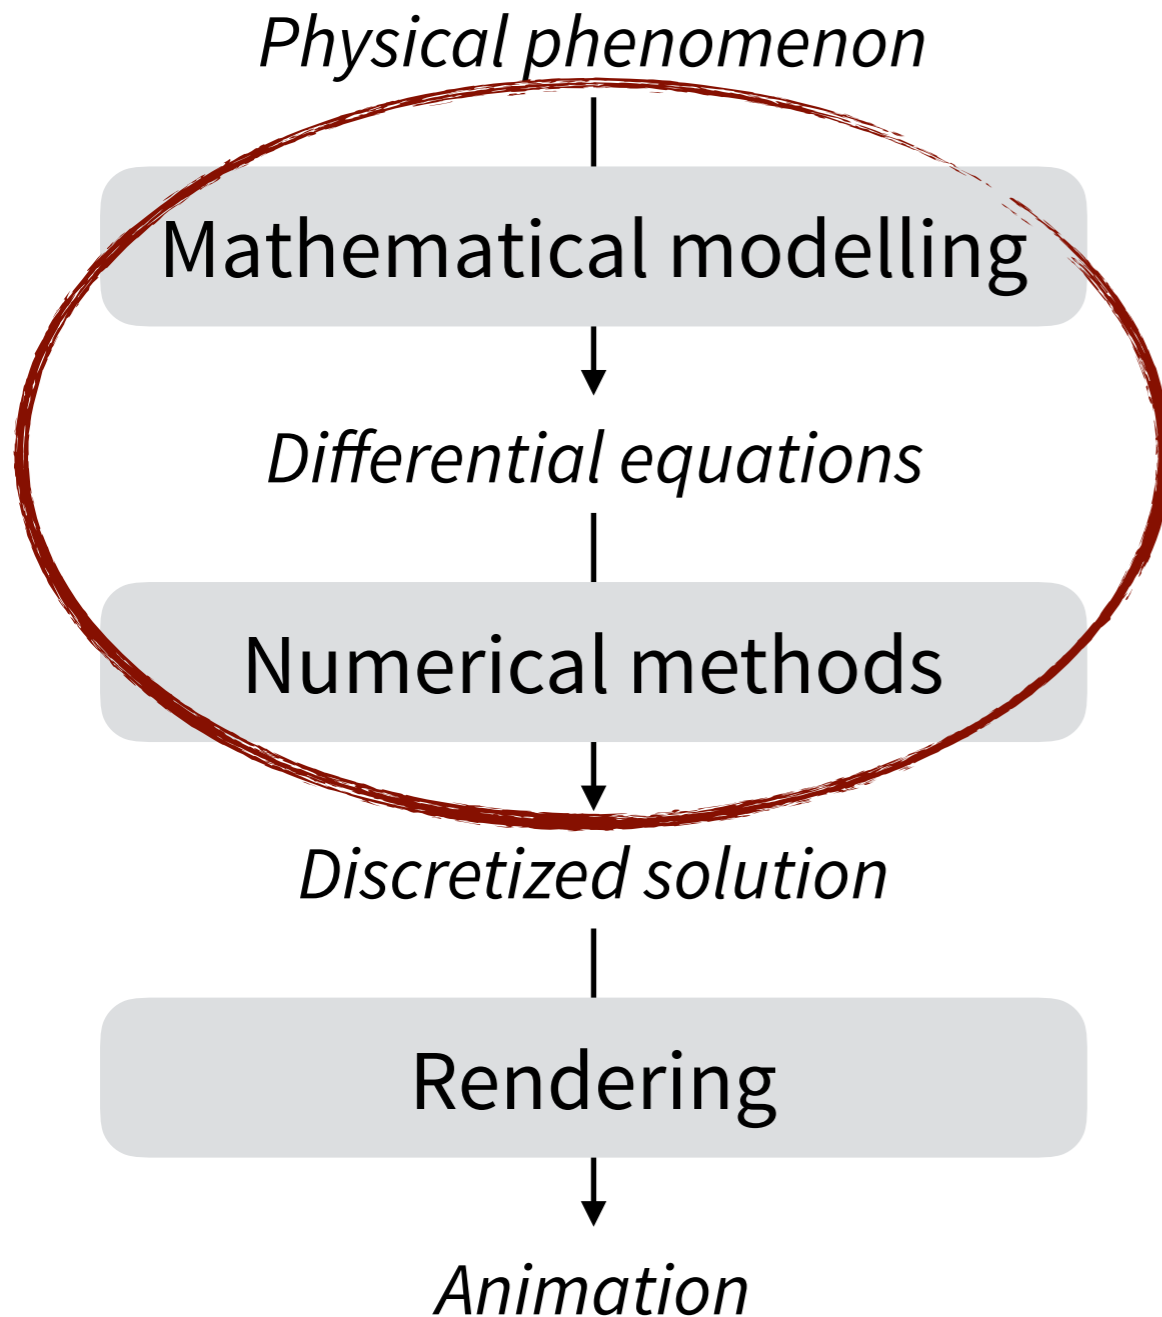 Physical phenomenon
Mathematical modelling
Differential equations
Numerical methods
Discretized solution
Rendering
Animation